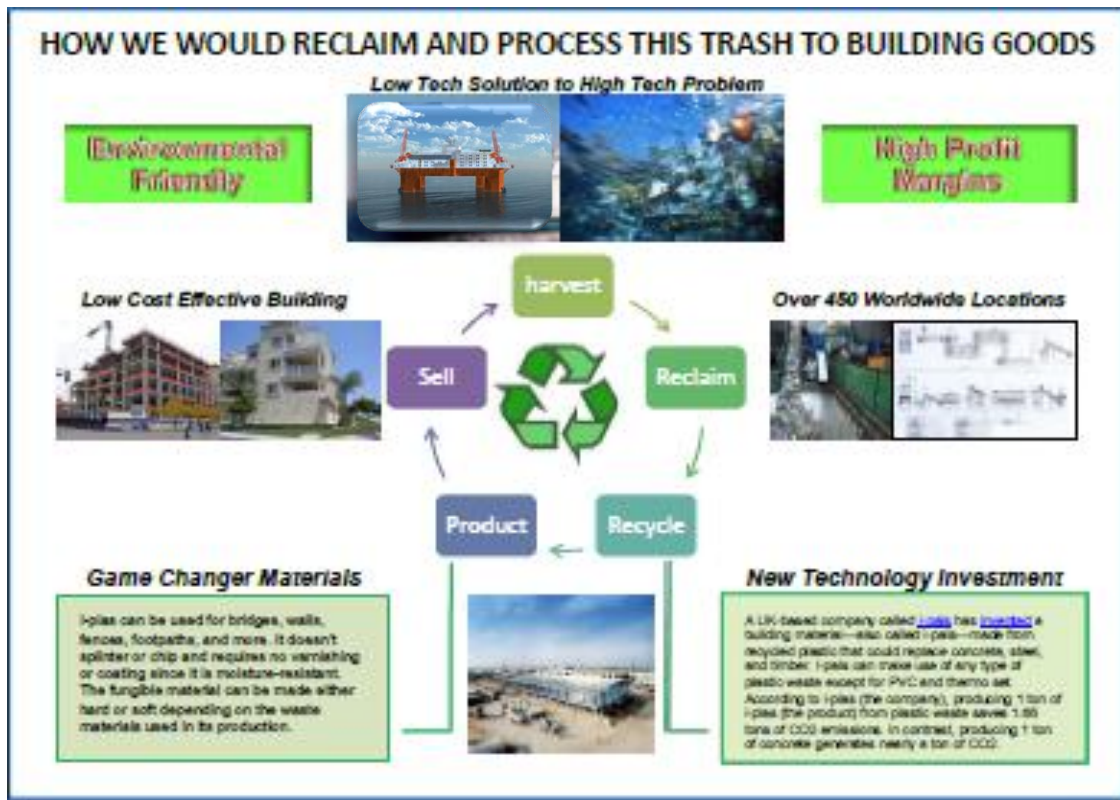 HOW WE WOULD RECLAIM AND PROCESS THIS TRASH TO BUILDING GOODS
Low Tech Solution to High Tech Problem
Environmental
Friendly
High Profit
Margins
harvest
Low Cost Effective Building
Over 450 Worldwide Locations
Sell
Reclaim
Product
Recycle
Game Changer Materials
New Technology Investment
I-plas can be used for bridges, walls,
fences, footpaths, and more. It doesn't
splinter or chip and requires no varnishing
or coating since it is moisture-resistant.
The fungible material can be made either
hard or soft depending on the waste
materials used in its production.
A UK-based company called has invented a
building material—also called made from
recycled plastic that could replace concrete, steel,
and timber. can make use of any type of
plastic waste except for PVC and thermo set.
According to I-plas (the company), producing 1 ton of
I-plas (the product) from plastic waste saves
tons of CO2 emissions. In contrast, producing 1 ton
of concrete generates nearly a ton of CO2.